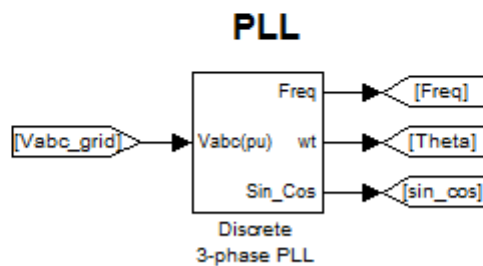 PLL
Freq
[Freq]
[Vabc_grid]
Vabc(pu)
wt
[Theta]
Sin_Cos
[sin_cos]
Discrete
3-phase PLL